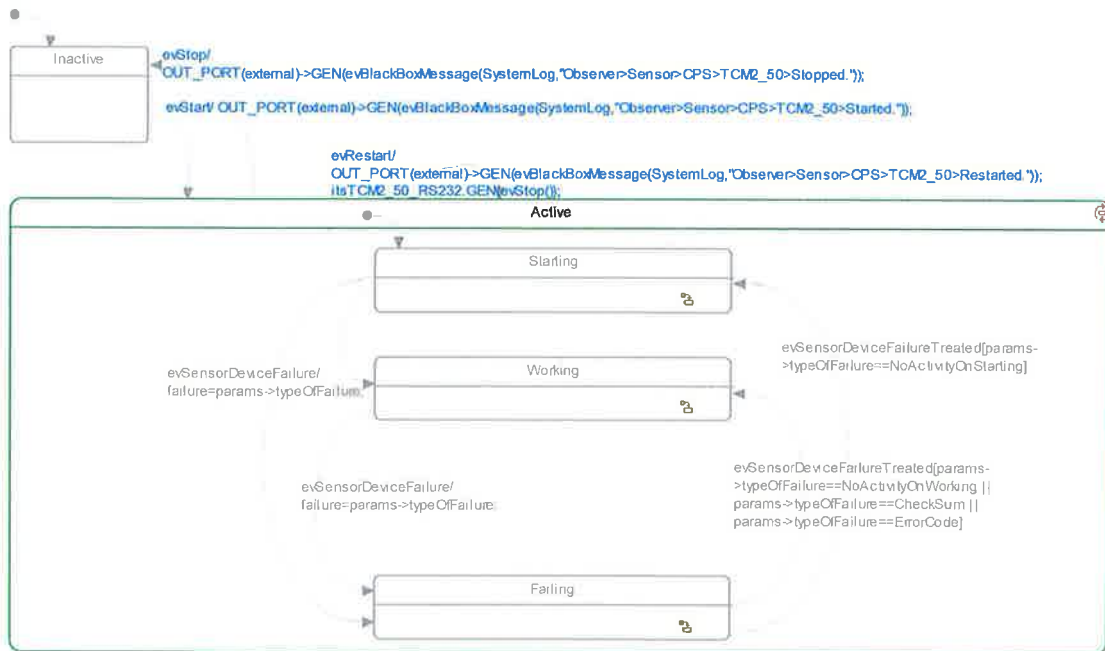 Inactive
evStop/
OUT_PORT(external)->GEN(evBlackBoxMessage(SystemLog,"Observer>Sensor>CPS>TCM2_50>Stopped."));
evStart/ OUT_PORT(external)->GEN(evBlackBoxMessage(SystemLog,"Observer>Sensor>CPS>TCM2_50>Started."));
evRestart/
OUT_PORT(external)->GEN(evBlackBoxMessage(SystemLog,"Observer>Sensor>CPS>TCM2_50>Restarted."));
itsTCM2_50_RS232.GEN(evStop());
Active
Starting
evSensorDeviceFailureTreated[params-
>typeOfFailure==NoActivityOnStarting]
evSensorDeviceFailure/
failure=params->typeOfFailure;
Working
evSensorDeviceFailure/
failure=params->typeOfFailure;
evSensorDeviceFailureTreated[params-
>typeOfFailure==NoActivityOnWorking ||
params->typeOfFailure==CheckSum ||
params->typeOfFailure==ErrorCode]
Failing